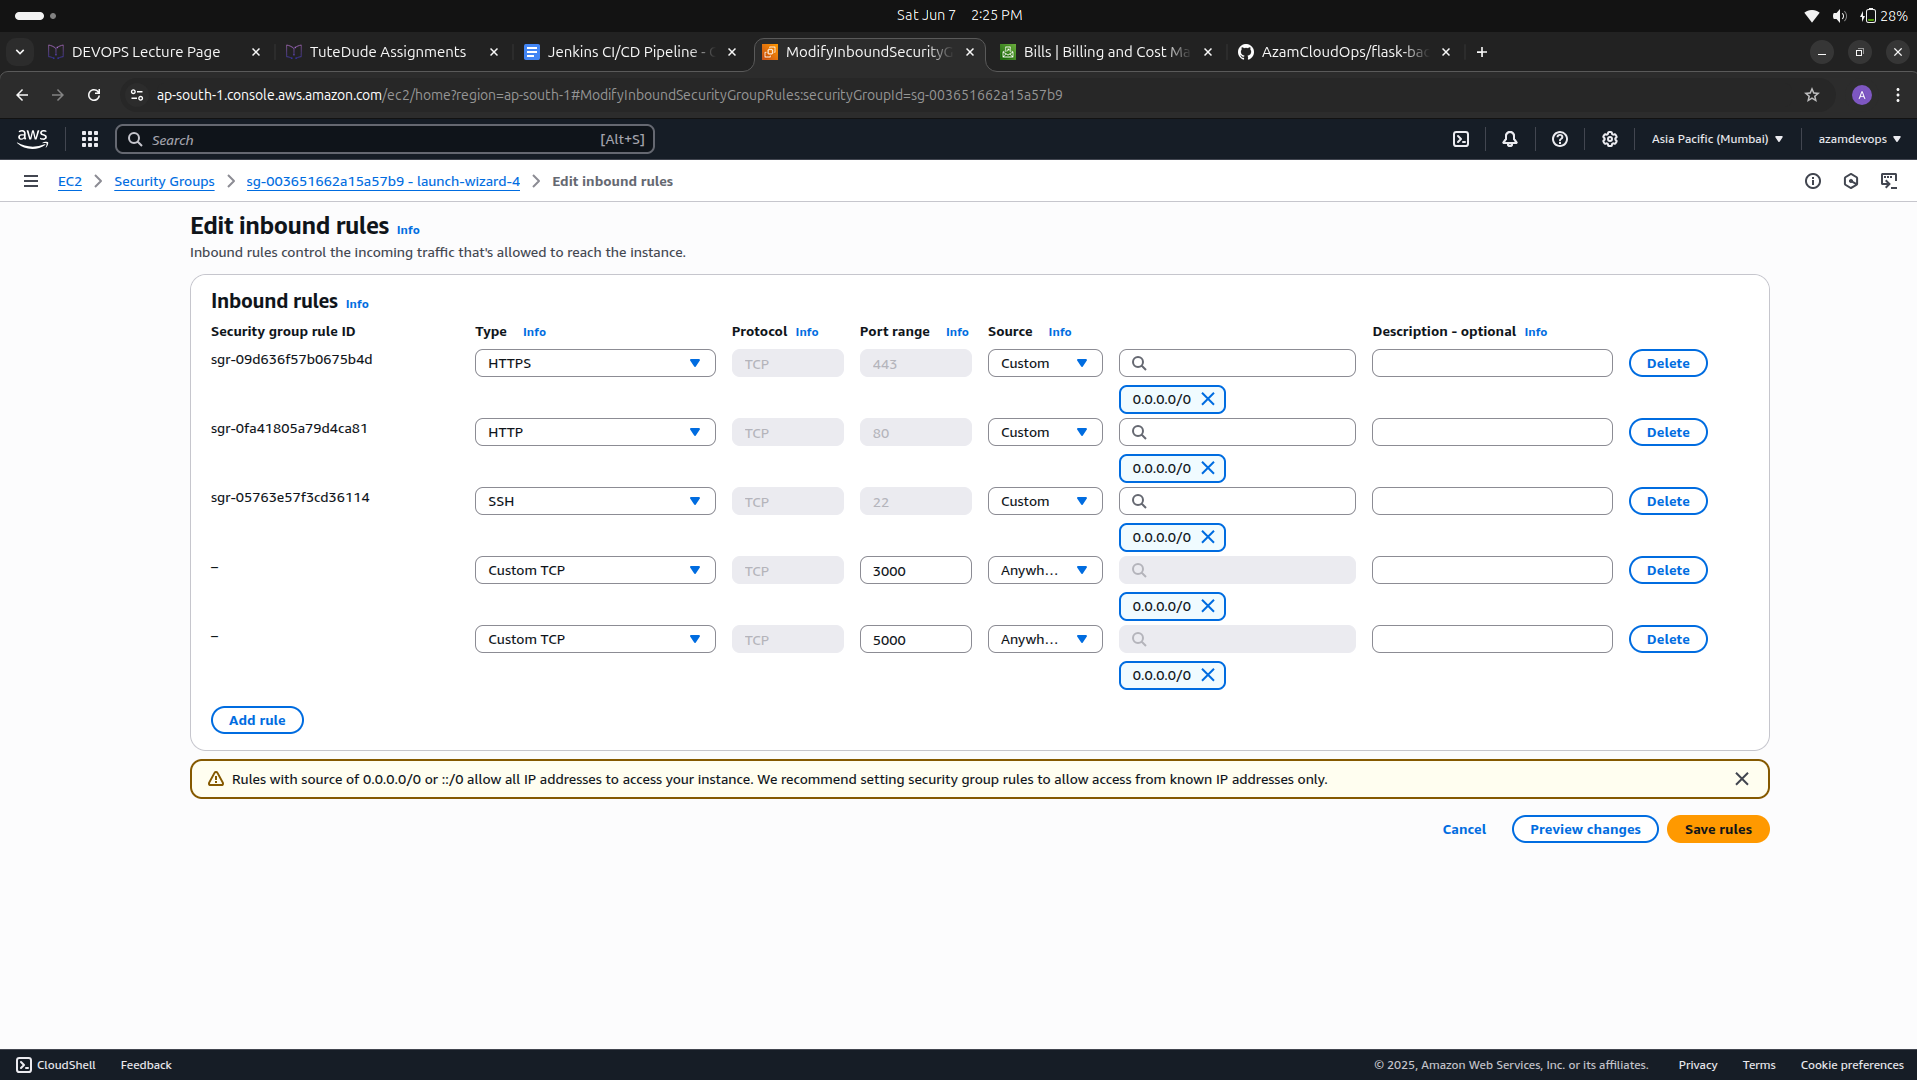 Sat Jun 7 2:25 PM
28%
DEVOPS Lecture Page
TuteDude Assignments
Jenkins CI/CD Pipeline -
ModifyInboundSecurityG
Bills | Billing and Cost Ma
AzamCloudOps/flask-bac
ap-south-1.console.aws.amazon.com/ec2/home?region=ap-south-1#ModifyInboundSecurityGroupRules:securityGroupId=sg-003651662a15a57b9
A
aws
Search
[Alt+S]
Asia Pacific (Mumbai)
azamdevops
EC2
Security Groups
sg-003651662a15a57b9 - launch-wizard-4
Edit inbound rules
Edit inbound rules Info
Inbound rules control the incoming traffic that's allowed to reach the instance.
Inbound rules Info
Security group rule ID Type Info Protocol Info Port range Info Source Info Description - optional Info
sgr-09d636f57b0675b4d HTTPS TCP 443 Custom Delete
0.0.0.0/0
sgr-0fa41805a79d4ca81 HTTP TCP 80 Custom Delete
0.0.0.0/0
sgr-05763e57f3cd36114 SSH TCP 22 Custom Delete
0.0.0.0/0
– Custom TCP TCP 3000 Anywh... Delete
0.0.0.0/0
– Custom TCP TCP 5000 Anywh... Delete
0.0.0.0/0
Add rule
Rules with source of 0.0.0.0/0 or ::/0 allow all IP addresses to access your instance. We recommend setting security group rules to allow access from known IP addresses only.
Cancel Preview changes Save rules
CloudShell Feedback © 2025, Amazon Web Services, Inc. or its affiliates. Privacy Terms Cookie preferences